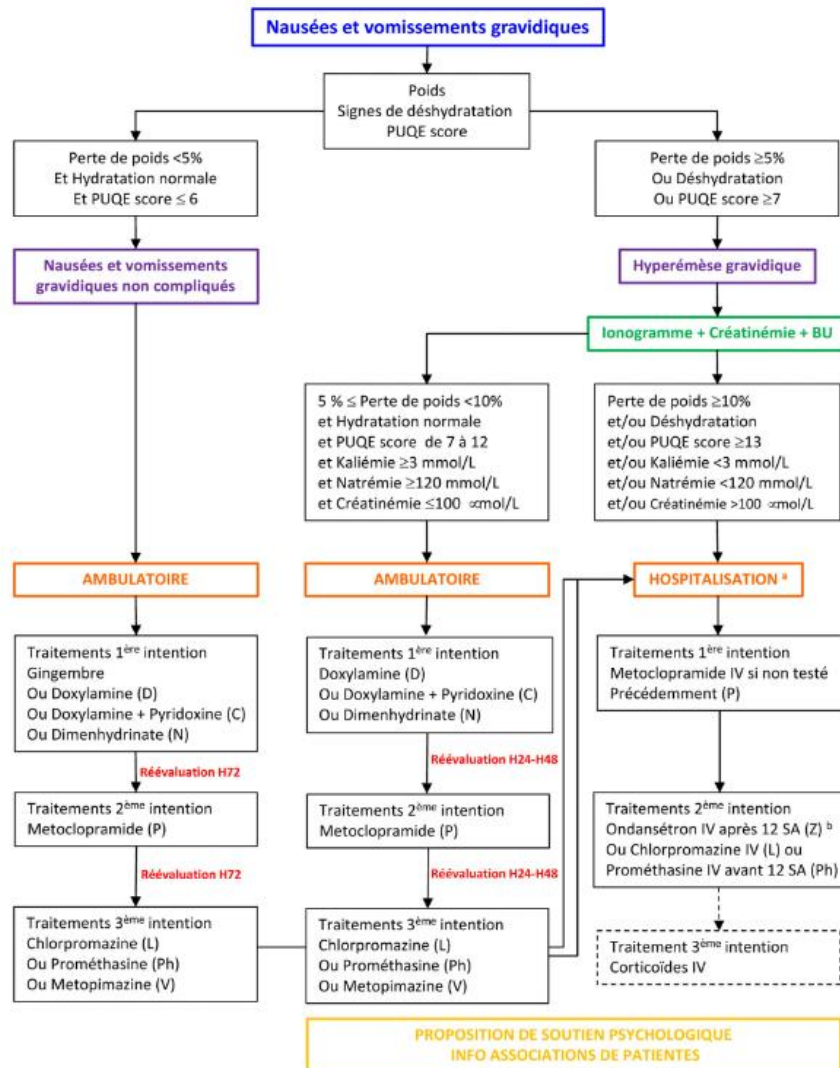 Nausées et vomissements gravidiques
Poids
Signes de déshydratation
PUQE score
Perte de poids <5%
Et Hydratation normale
Et PUQE score ≤ 6
Perte de poids ≥5%
Ou Déshydratation
Ou PUQE score ≥7
Nausées et vomissements
gravidiques non compliqués
Hyperémèse gravidique
Ionogramme + Créatinémie + BU
5 % ≤ Perte de poids <10%
et Hydratation normale
et PUQE score de 7 à 12
et Kaliémie ≥3 mmol/L
et Natrémie ≥120 mmol/L
et Créatinémie ≤100 ∝mol/L
Perte de poids ≥10%
et/ou Déshydratation
et/ou PUQE score ≥13
et/ou Kaliémie <3 mmol/L
et/ou Natrémie <120 mmol/L
et/ou Créatinémie >100 ∝mol/L
AMBULATOIRE
AMBULATOIRE
HOSPITALISATION ᵃ
Traitements 1ère intention
Gingembre
Ou Doxylamine (D)
Ou Doxylamine + Pyridoxine (C)
Ou Dimenhydrinate (N)
Traitements 1ère intention
Doxylamine (D)
Ou Doxylamine + Pyridoxine (C)
Ou Dimenhydrinate (N)
Traitements 1ère intention
Metoclopramide IV si non testé
Précédemment (P)
Réévaluation H72
Réévaluation H24-H48
Traitements 2ème intention
Metoclopramide (P)
Traitements 2ème intention
Metoclopramide (P)
Traitements 2ème intention
Ondansétron IV après 12 SA (Z) ᵇ
Ou Chlorpromazine IV (L) ou
Prométhasine IV avant 12 SA (Ph)
Réévaluation H72
Réévaluation H24-H48
Traitements 3ème intention
Chlorpromazine (L)
Ou Prométhasine (Ph)
Ou Metopimazine (V)
Traitements 3ème intention
Chlorpromazine (L)
Ou Prométhasine (Ph)
Ou Metopimazine (V)
Traitement 3ème intention
Corticoïdes IV
PROPOSITION DE SOUTIEN PSYCHOLOGIQUE
INFO ASSOCIATIONS DE PATIENTES